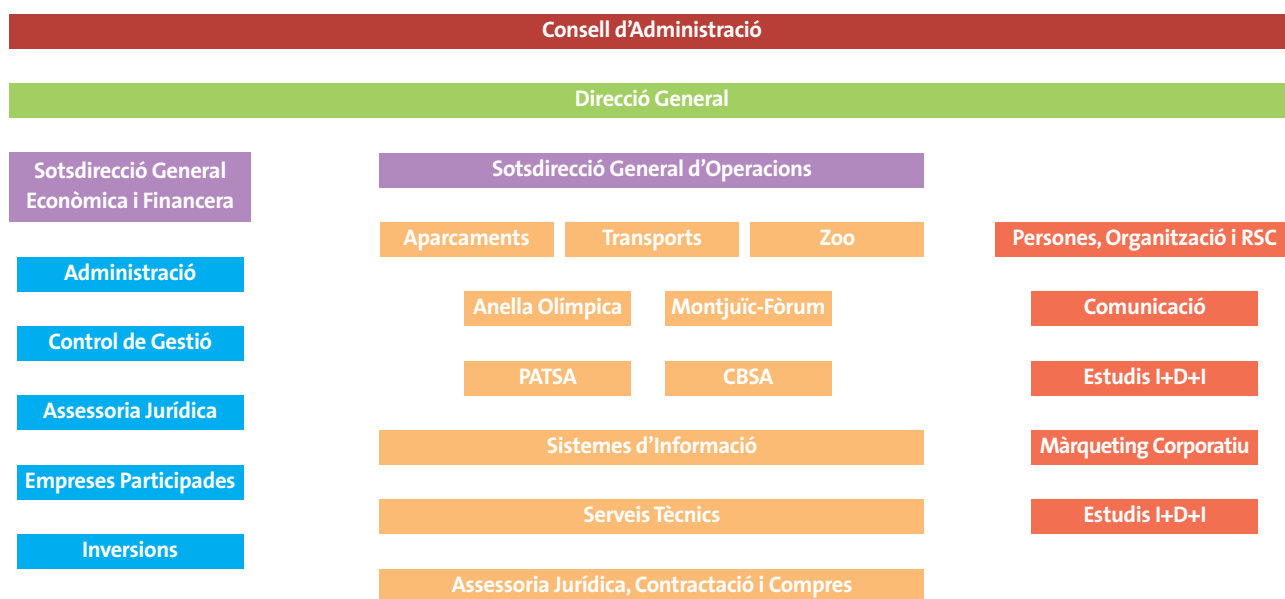 Consell d’Administració
Direcció General
Sotsdirecció General
Econòmica i Financera
Administració
Control de Gestió
Assessoria Jurídica
Empreses Participades
Inversions
Sotsdirecció General d’Operacions
Aparcaments
Transports
Zoo
Anella Olímpica
Montjuïc-Fòrum
PATSA
CBSA
Sistemes d’Informació
Serveis Tècnics
Assessoria Jurídica, Contractació i Compres
Persones, Organització i RSC
Comunicació
Estudis I+D+I
Màrqueting Corporatiu
Estudis I+D+I